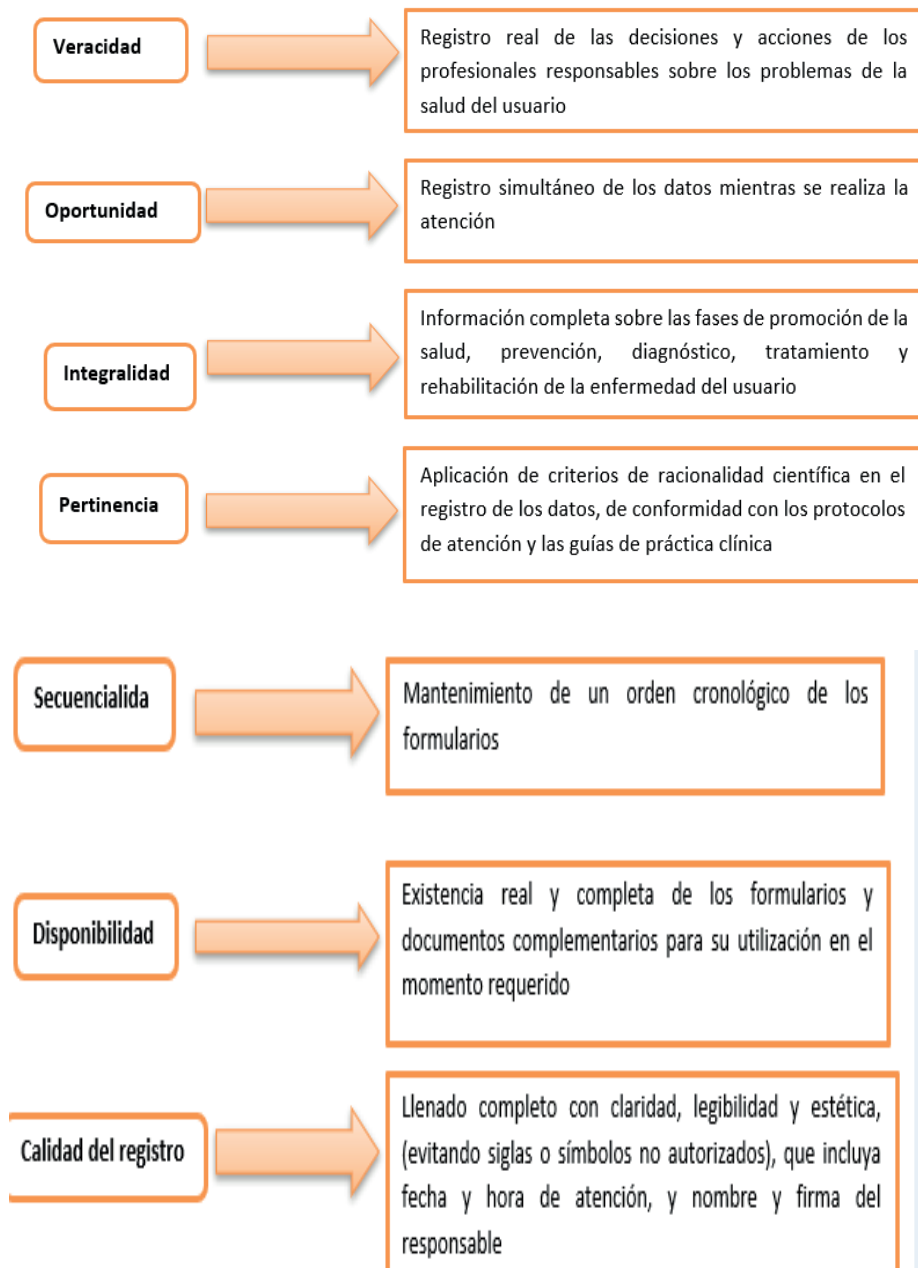 Veracidad
Registro real de las decisiones y acciones de los
profesionales responsables sobre los problemas de la
salud del usuario
Oportunidad
Registro simultáneo de los datos mientras se realiza la
atención
Integralidad
Información completa sobre las fases de promoción de la
salud, prevención, diagnóstico, tratamiento y
rehabilitación de la enfermedad del usuario
Pertinencia
Aplicación de criterios de racionalidad científica en el
registro de los datos, de conformidad con los protocolos
de atención y las guías de práctica clínica
Secuencialida
Mantenimiento de un orden cronológico de los
formularios
Disponibilidad
Existencia real y completa de los formularios y
documentos complementarios para su utilización en el
momento requerido
Calidad del registro
Llenado completo con claridad, legibilidad y estética,
(evitando siglas o símbolos no autorizados), que incluya
fecha y hora de atención, y nombre y firma del
responsable